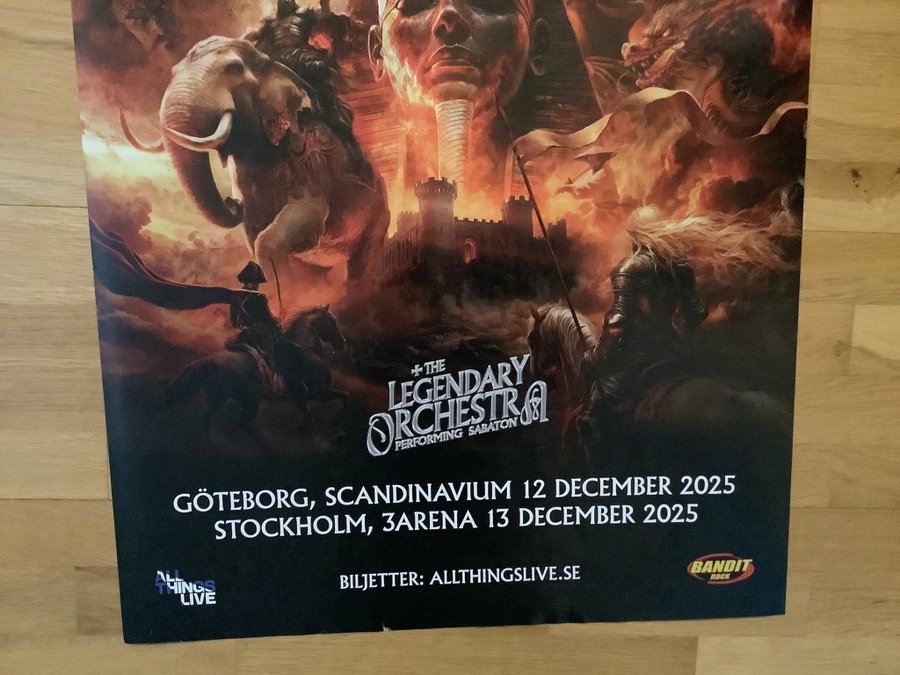 THE
LEGENDARY
ORCHESTRA
PERFORMING SABATON
GÖTEBORG, SCANDINAVIUM 12 DECEMBER 2025
STOCKHOLM, 3ARENA 13 DECEMBER 2025
ALL
THINGS
LIVE
BILJETTER: ALLTHINGSLIVE.SE
BANDIT
ROCK